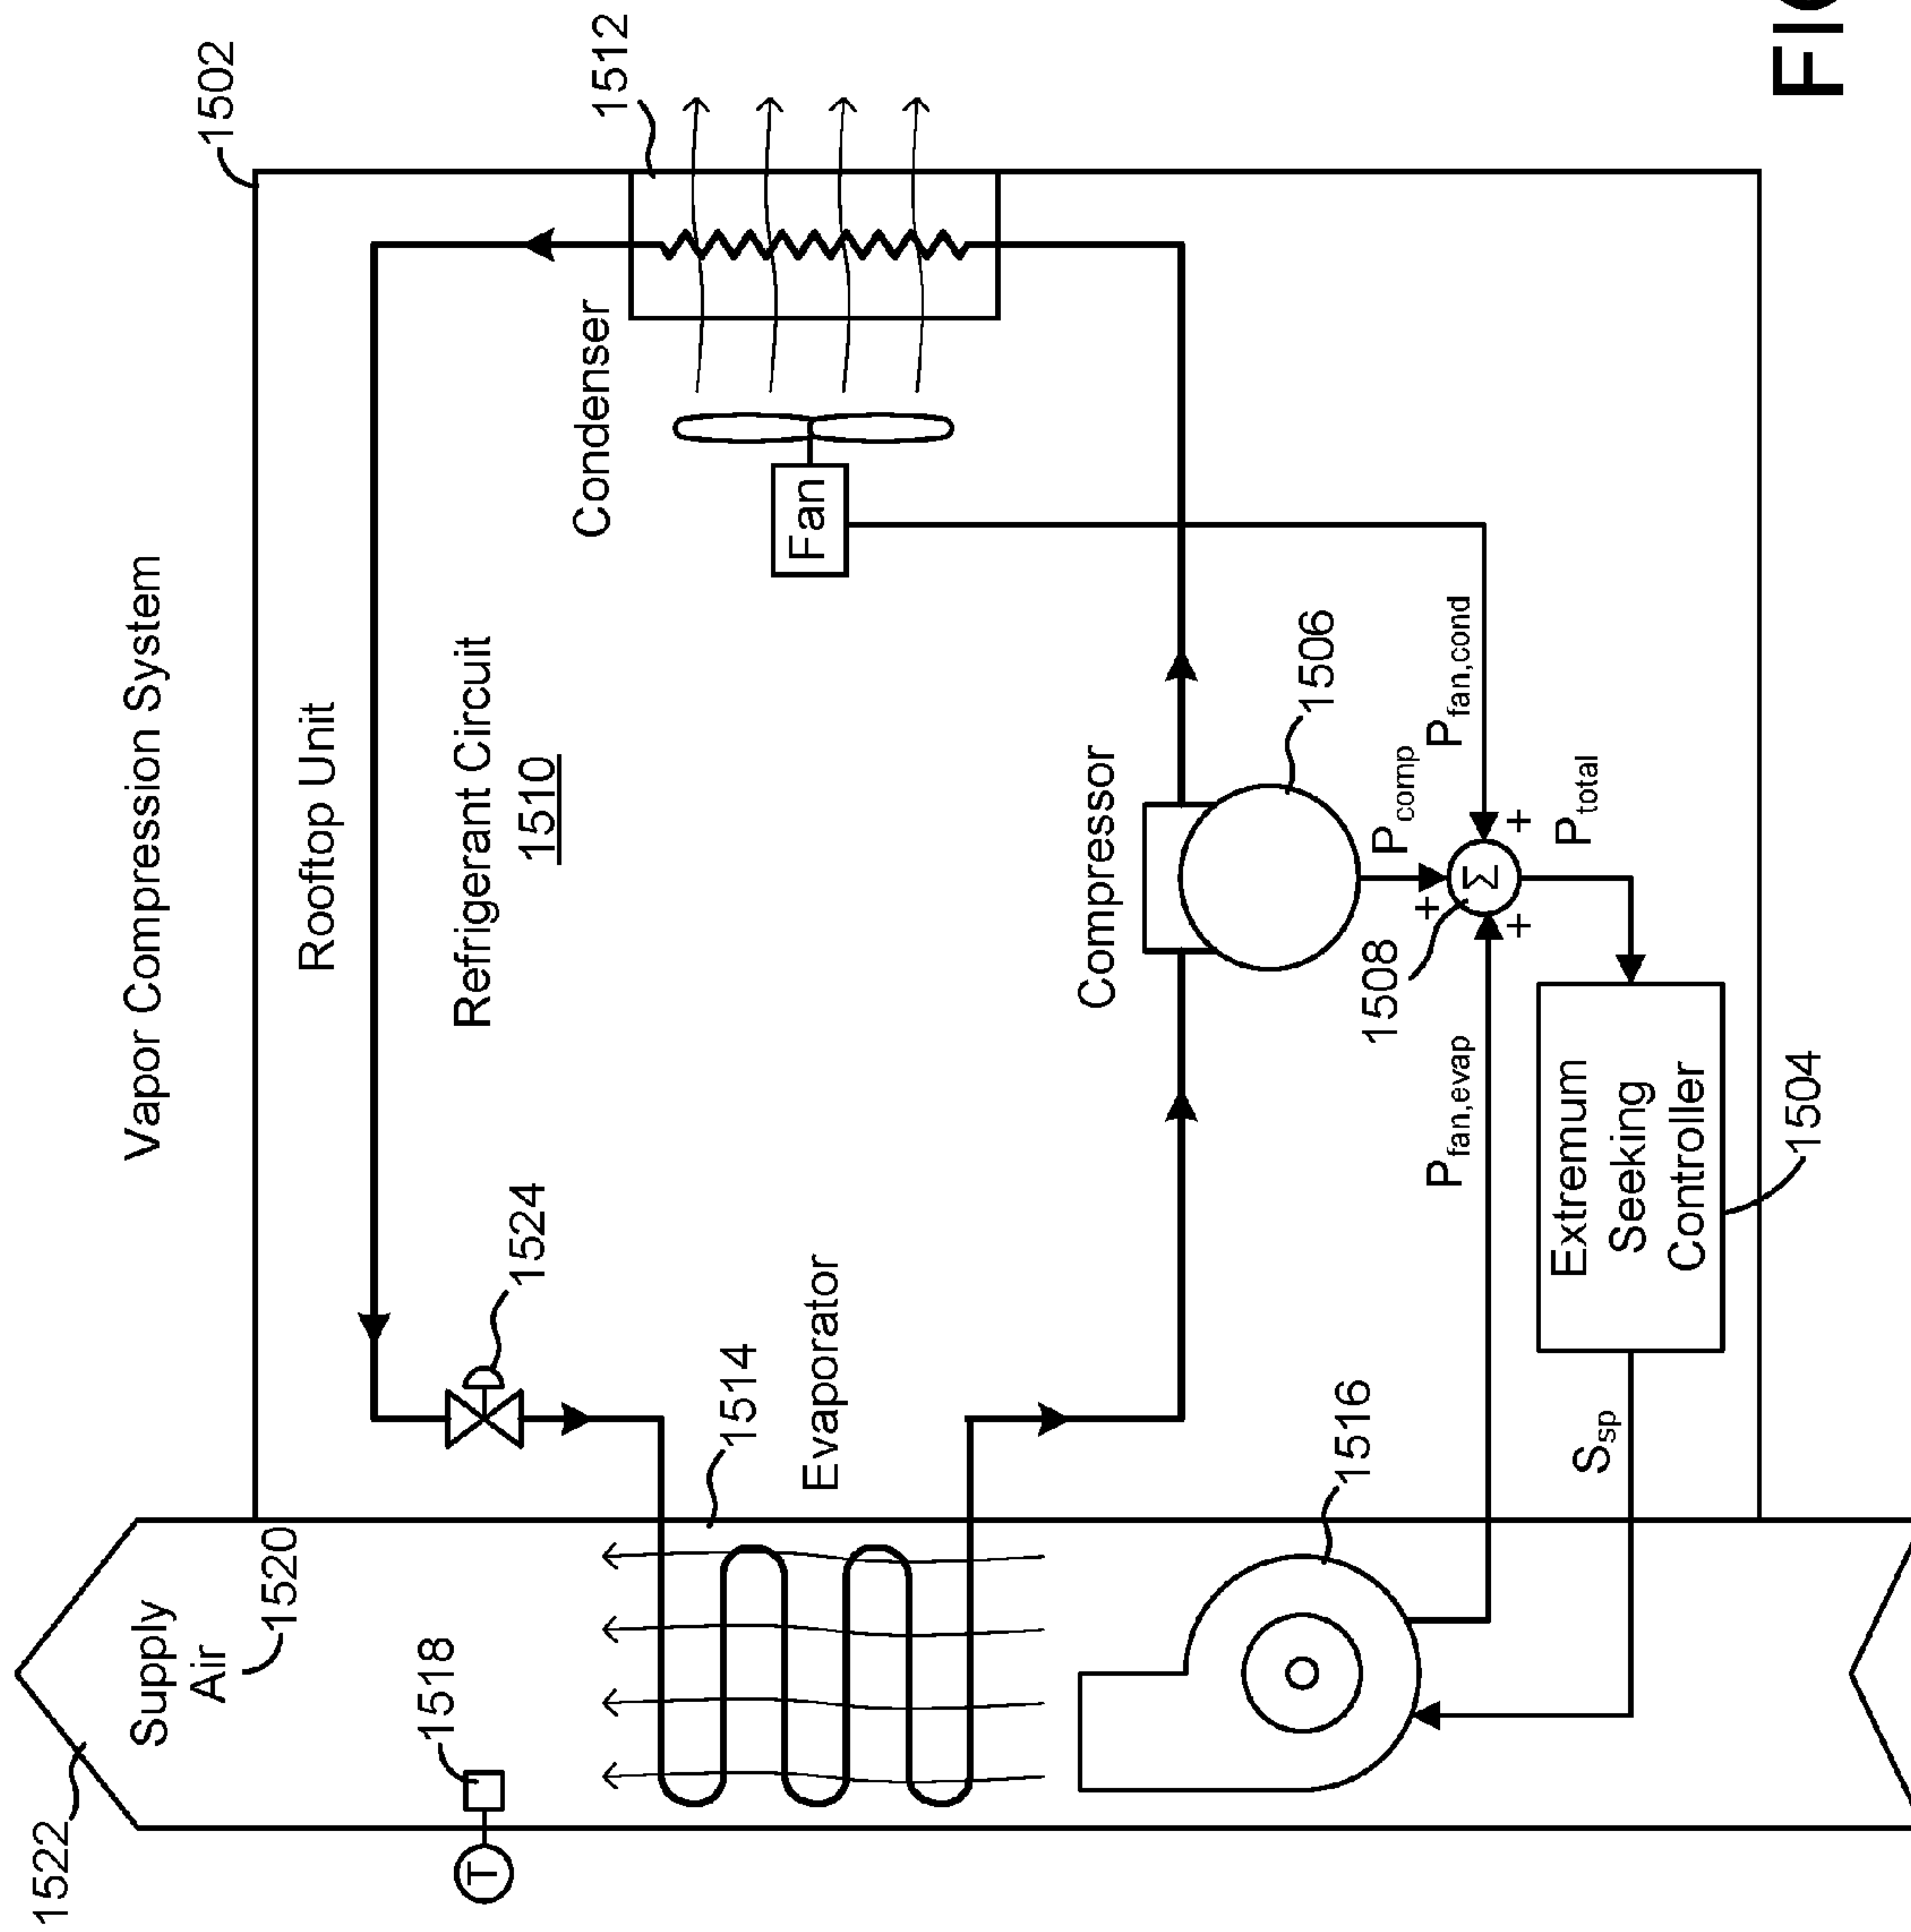 Vapor Compression System
1502
Rooftop Unit
Refrigerant Circuit
1510
1512
Condenser
Fan
1522
Supply
Air
1520
1518
T
1524
1514
Evaporator
Compressor
1506
1516
P_comp
P_fan,cond
P_fan,evap
1508
+
+
+
Σ
P_total
S_sp
Extremum
Seeking
Controller
1504